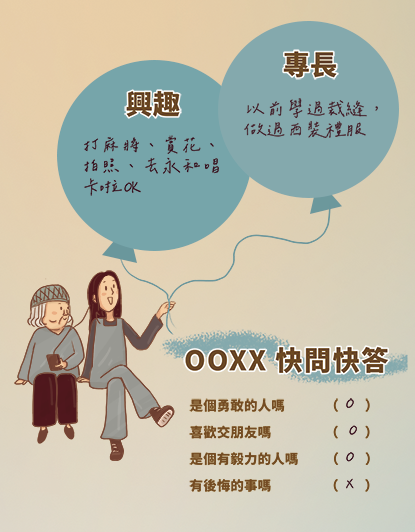 興趣
打麻將、賞花、
拍照、去永和唱
卡啦OK
專長
以前學過裁縫，
做過西裝禮服
OOXX 快問快答
是個勇敢的人嗎 ( O )
喜歡交朋友嗎 ( O )
是個有毅力的人嗎 ( O )
有後悔的事嗎 ( X )